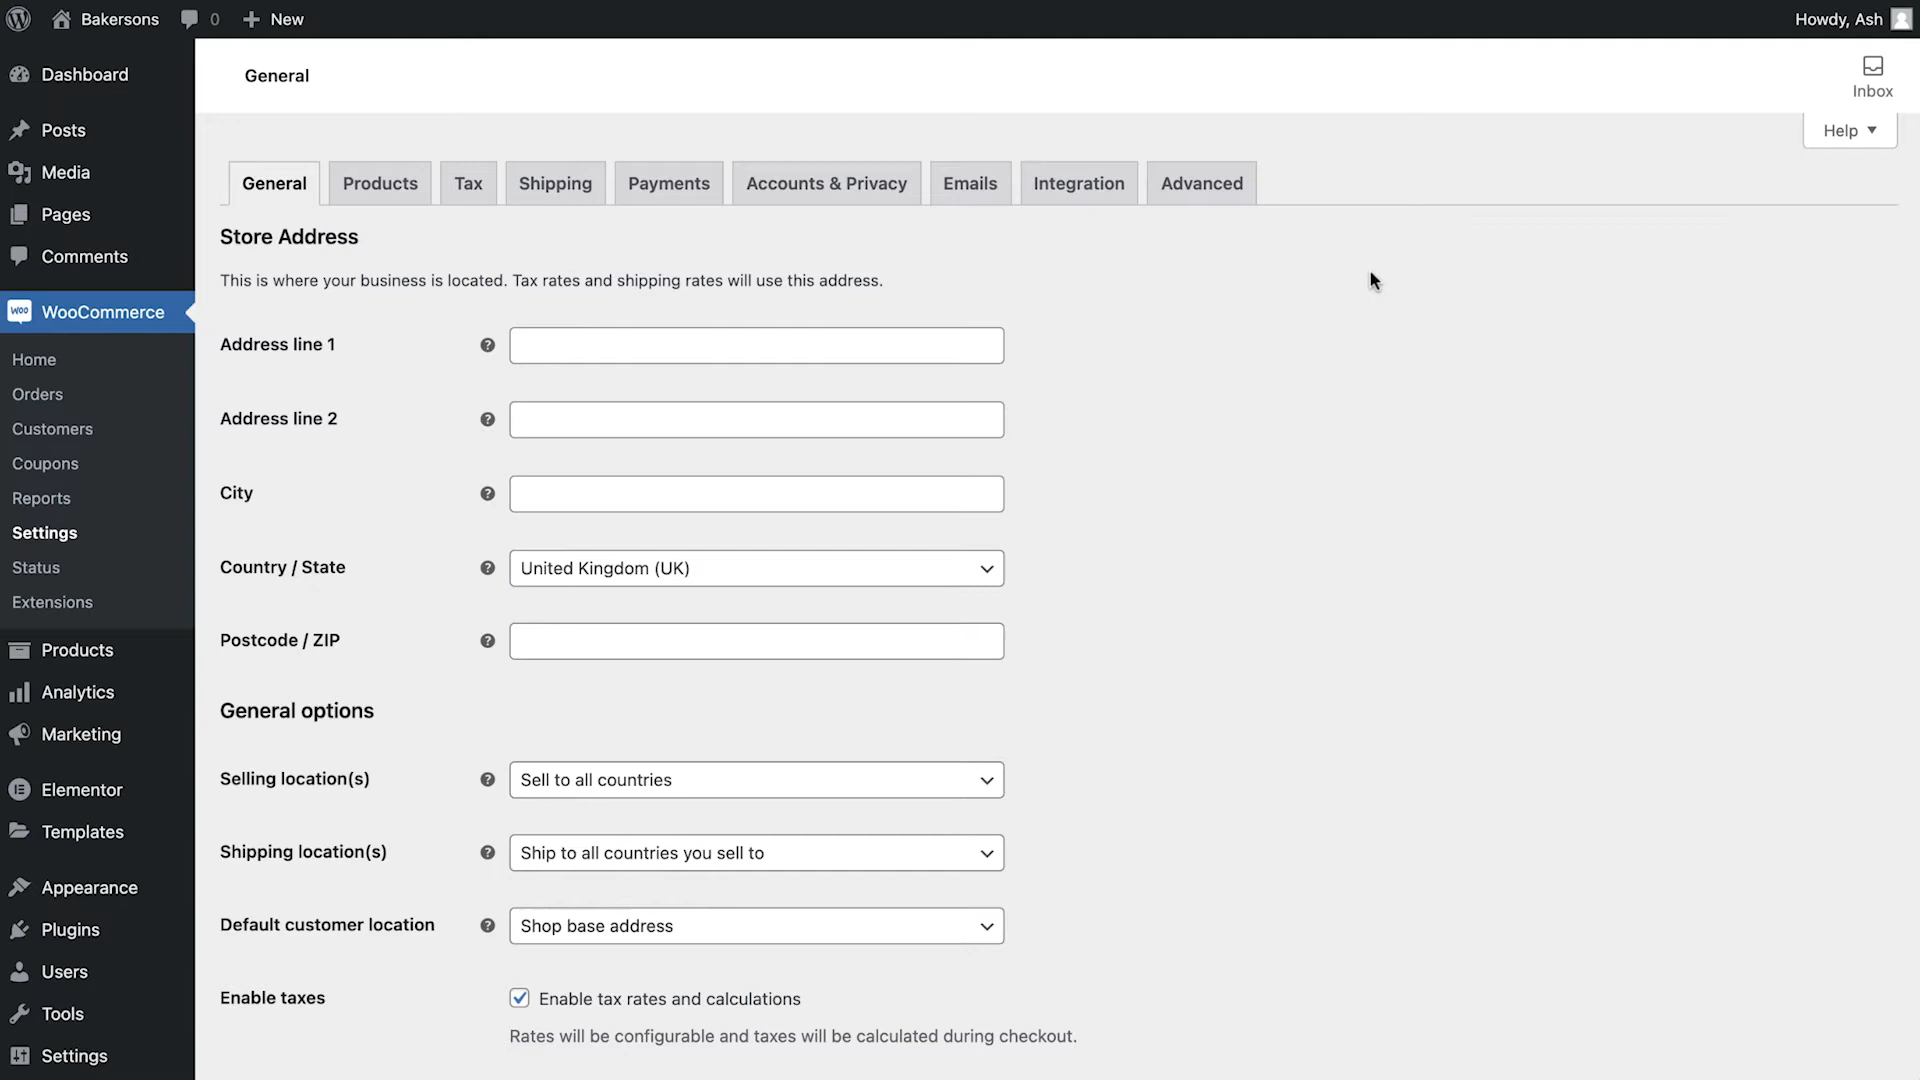 Bakersons
0
New
Howdy, Ash
Dashboard
Posts
Media
Pages
Comments
WOO
WooCommerce
Home
Orders
Customers
Coupons
Reports
Settings
Status
Extensions
Products
Analytics
Marketing
Elementor
Templates
Appearance
Plugins
Users
Tools
Settings
General
Inbox
Help
General
Products
Tax
Shipping
Payments
Accounts & Privacy
Emails
Integration
Advanced
Store Address
This is where your business is located. Tax rates and shipping rates will use this address.
Address line 1
Address line 2
City
Country / State
United Kingdom (UK)
Postcode / ZIP
General options
Selling location(s)
Sell to all countries
Shipping location(s)
Ship to all countries you sell to
Default customer location
Shop base address
Enable taxes
Enable tax rates and calculations
Rates will be configurable and taxes will be calculated during checkout.